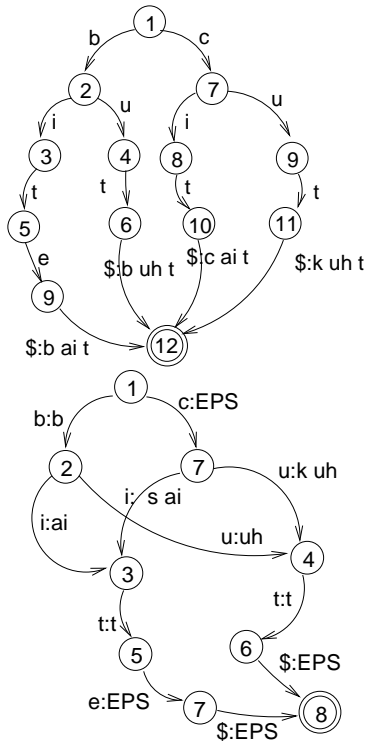 1
b c
2 7
i u i u
3 4 8 9
t t t t
5 6 10 11
e
$:b uh t $:c ai t $:k uh t
9
$:b ai t 12
1
b:b c:EPS
2 7
i:ai i: s ai u:k uh
u:uh
3 4
t:t t:t
5 6
e:EPS $:EPS
7 8
$:EPS